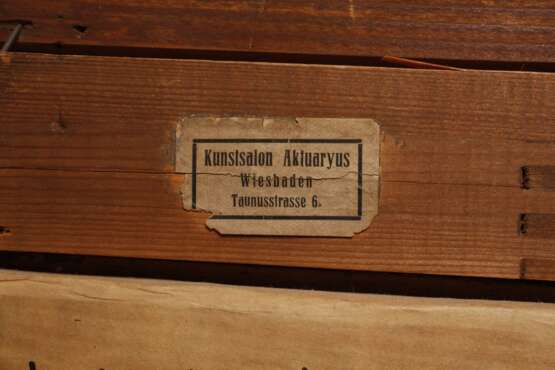 Kunstsalon Aktuaryus
Wiesbaden
Taunusstrasse 6.